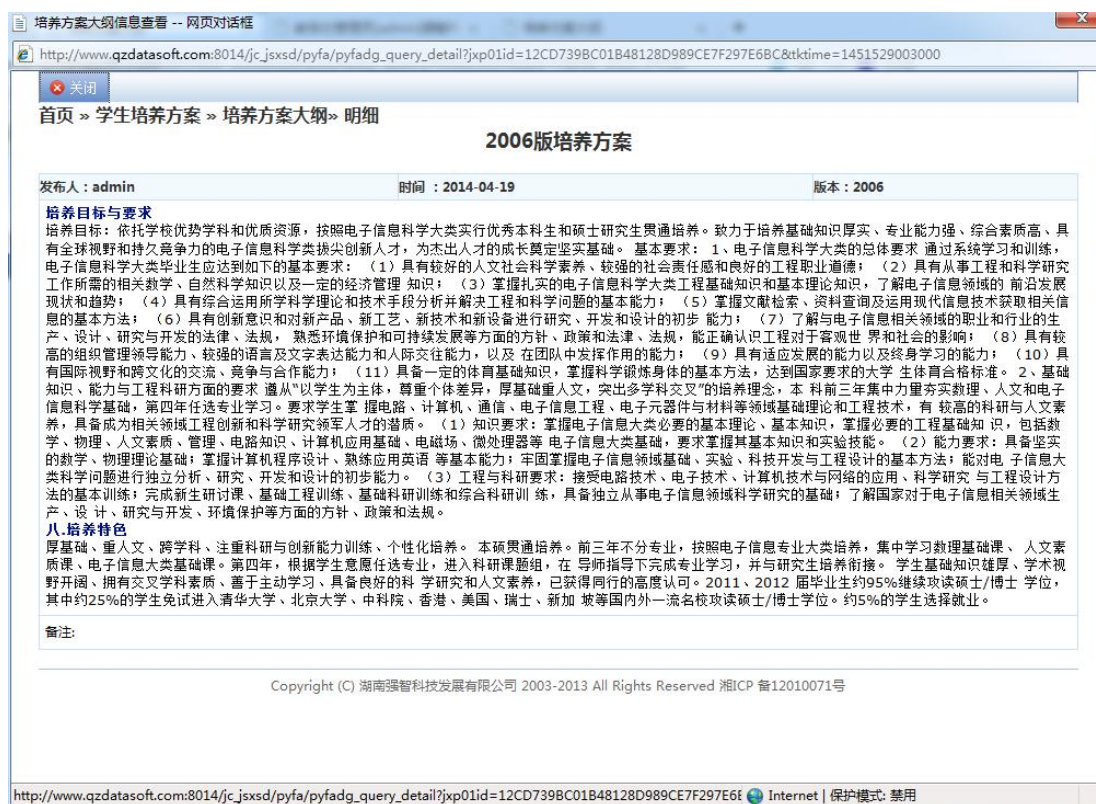 培养方案大纲信息查看 -- 网页对话框
http://www.qzdatasoft.com:8014/jc_jsxsd/pyfa/pyfadg_query_detail?jxp01id=12CD739BC01B48128D989CE7F297E6BC&tktime=1451529003000
关闭
首页 » 学生培养方案 » 培养方案大纲» 明细
2006版培养方案
发布人：admin 时间 ：2014-04-19 版本：2006
培养目标与要求
培养目标：依托学校优势学科和优质资源，按照电子信息科学大类实行优秀本科生和硕士研究生贯通培养。致力于培养基础知识厚实、专业能力强、综合素质高、具
有全球视野和持久竞争力的电子信息科学类拔尖创新人才，为杰出人才的成长奠定坚实基础。 基本要求： 1、电子信息科学大类的总体要求 通过系统学习和训练，
电子信息科学大类毕业生应达到如下的基本要求： （1）具有较好的人文社会科学素养、较强的社会责任感和良好的工程职业道德； （2）具有从事工程和科学研究
工作所需的相关数学、自然科学知识以及一定的经济管理 知识； （3）掌握扎实的电子信息科学大类工程基础知识和基本理论知识，了解电子信息领域的 前沿发展
现状和趋势； （4）具有综合运用所学科学理论和技术手段分析并解决工程和科学问题的基本能力； （5）掌握文献检索、资料查询及运用现代信息技术获取相关信
息的基本方法； （6）具有创新意识和对新产品、新工艺、新技术和新设备进行研究、开发和设计的初步 能力； （7）了解与电子信息相关领域的职业和行业的生
产、设计、研究与开发的法律、法规， 熟悉环境保护和可持续发展等方面的方针、政策和法律、法规，能正确认识工程对于客观世 界和社会的影响； （8）具有较
高的组织管理领导能力、较强的语言及文字表达能力和人际交往能力，以及 在团队中发挥作用的能力； （9）具有适应发展的能力以及终身学习的能力； （10）具
有国际视野和跨文化的交流、竞争与合作能力； （11）具备一定的体育基础知识，掌握科学锻炼身体的基本方法，达到国家要求的大学 生体育合格标准。 2、基础
知识、能力与工程科研方面的要求 遵从“以学生为主体，尊重个体差异，厚基础重人文，突出多学科交叉”的培养理念，本 科前三年集中力量夯实数理、人文和电子
信息科学基础，第四年任选专业学习。要求学生掌 握电路、计算机、通信、电子信息工程、电子元器件与材料等领域基础理论和工程技术，有 较高的科研与人文素
养，具备成为相关领域工程创新和科学研究领军人才的潜质。 （1）知识要求：掌握电子信息大类必要的基本理论、基本知识，掌握必要的工程基础知 识，包括数
学、物理、人文素质、管理、电路知识、计算机应用基础、电磁场、微处理器等 电子信息大类基础，要求掌握其基本知识和实验技能。 （2）能力要求：具备坚实
的数学、物理理论基础；掌握计算机程序设计、熟练应用英语 等基本能力；牢固掌握电子信息领域基础、实验、科技开发与工程设计的基本方法；能对电 子信息大
类科学问题进行独立分析、研究、开发和设计的初步能力。 （3）工程与科研要求：接受电路技术、电子技术、计算机技术与网络的应用、科学研究 与工程设计方
法的基本训练；完成新生研讨课、基础工程训练、基础科研训练和综合科研训 练，具备独立从事电子信息领域科学研究的基础；了解国家对于电子信息相关领域生
产、设 计、研究与开发、环境保护等方面的方针、政策和法规。
八.培养特色
厚基础、重人文、跨学科、注重科研与创新能力训练、个性化培养。 本硕贯通培养。前三年不分专业，按照电子信息专业大类培养，集中学习数理基础课、 人文素
质课、电子信息大类基础课。第四年，根据学生意愿任选专业，进入科研课题组，在 导师指导下完成专业学习，并与研究生培养衔接。 学生基础知识雄厚、学术视
野开阔、拥有交叉学科素质、善于主动学习、具备良好的科 学研究和人文素养，已获得同行的高度认可。2011、2012 届毕业生约95%继续攻读硕士/博士 学位，
其中约25%的学生免试进入清华大学、北京大学、中科院、香港、美国、瑞士、新加 坡等国内外一流名校攻读硕士/博士学位。约5%的学生选择就业。
备注:
Copyright (C) 湖南强智科技发展有限公司 2003-2013 All Rights Reserved 湘ICP 备12010071号
http://www.qzdatasoft.com:8014/jc_jsxsd/pyfa/pyfadg_query_detail?jxp01id=12CD739BC01B48128D989CE7F297E6 Internet | 保护模式: 禁用